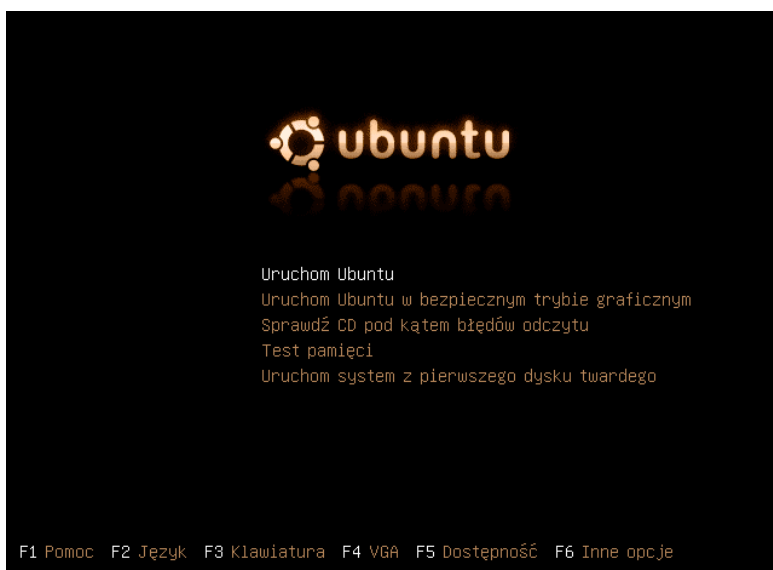 ubuntu
Uruchom Ubuntu
Uruchom Ubuntu w bezpiecznym trybie graficznym
Sprawdź CD pod kątem błędów odczytu
Test pamięci
Uruchom system z pierwszego dysku twardego
F1 Pomoc F2 Język F3 Klawiatura F4 VGA F5 Dostępność F6 Inne opcje